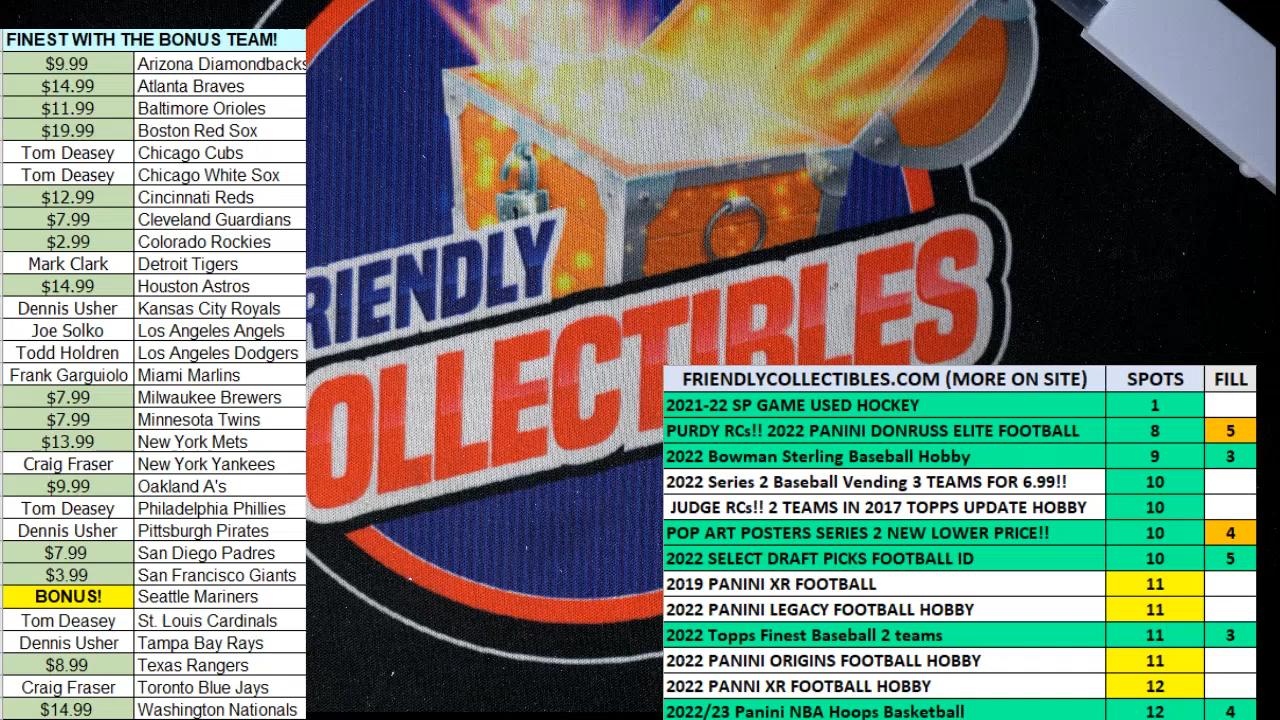 FINEST WITH THE BONUS TEAM!
$9.99 Arizona Diamondbacks
$14.99 Atlanta Braves
$11.99 Baltimore Orioles
$19.99 Boston Red Sox
Tom Deasey Chicago Cubs
Tom Deasey Chicago White Sox
$12.99 Cincinnati Reds
$7.99 Cleveland Guardians
$2.99 Colorado Rockies
Mark Clark Detroit Tigers
$14.99 Houston Astros
Dennis Usher Kansas City Royals
Joe Solko Los Angeles Angels
Todd Holdren Los Angeles Dodgers
Frank Garguiolo Miami Marlins
$7.99 Milwaukee Brewers
$7.99 Minnesota Twins
$13.99 New York Mets
Craig Fraser New York Yankees
$9.99 Oakland A's
Tom Deasey Philadelphia Phillies
Dennis Usher Pittsburgh Pirates
$7.99 San Diego Padres
$3.99 San Francisco Giants
BONUS! Seattle Mariners
Tom Deasey St. Louis Cardinals
Dennis Usher Tampa Bay Rays
$8.99 Texas Rangers
Craig Fraser Toronto Blue Jays
$14.99 Washington Nationals
RIENDLY
OLLECTIBLES
FRIENDLYCOLLECTIBLES.COM (MORE ON SITE) SPOTS FILL
2021-22 SP GAME USED HOCKEY 1
PURDY RCs!! 2022 PANINI DONRUSS ELITE FOOTBALL 8 5
2022 Bowman Sterling Baseball Hobby 9 3
2022 Series 2 Baseball Vending 3 TEAMS FOR 6.99!! 10
JUDGE RCs!! 2 TEAMS IN 2017 TOPPS UPDATE HOBBY 10
POP ART POSTERS SERIES 2 NEW LOWER PRICE!! 10 4
2022 SELECT DRAFT PICKS FOOTBALL ID 10 5
2019 PANINI XR FOOTBALL 11
2022 PANINI LEGACY FOOTBALL HOBBY 11
2022 Topps Finest Baseball 2 teams 11 3
2022 PANINI ORIGINS FOOTBALL HOBBY 11
2022 PANNI XR FOOTBALL HOBBY 12
2022/23 Panini NBA Hoops Basketball 12 4